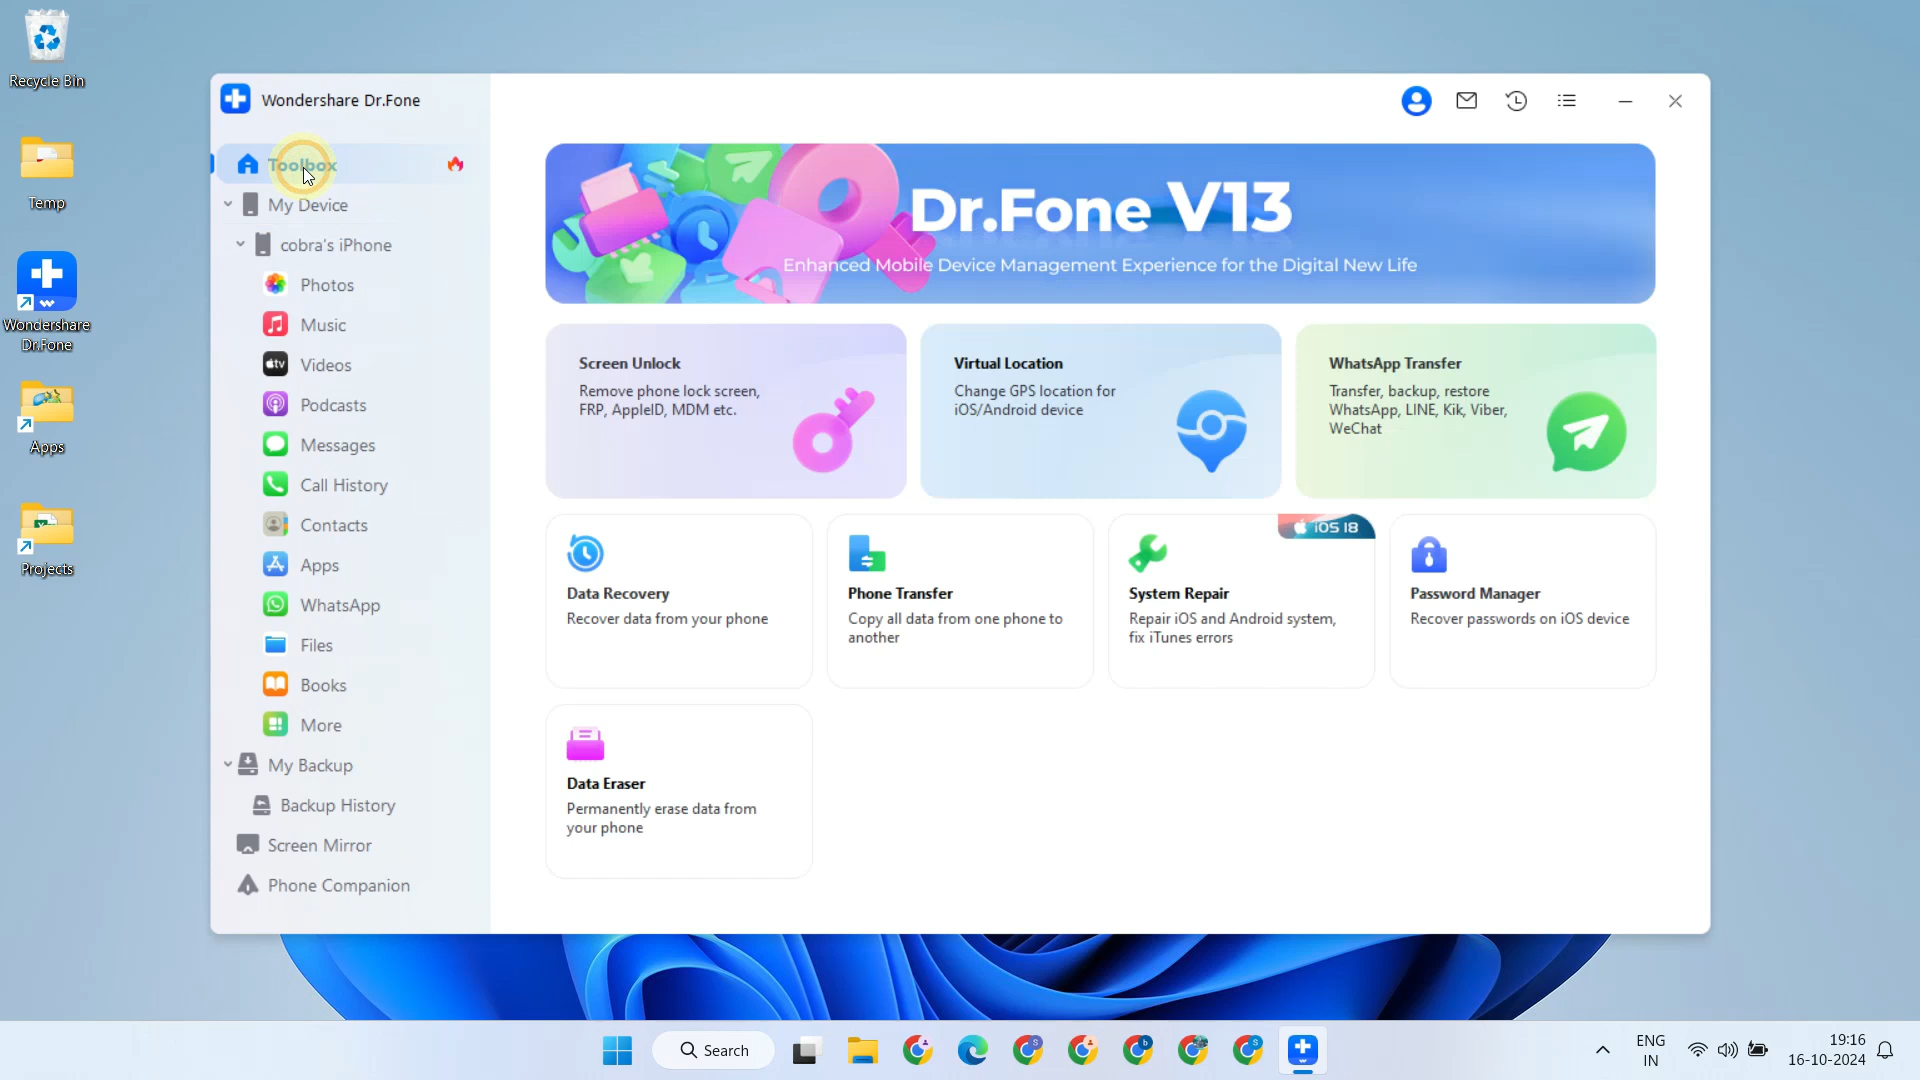 Recycle Bin
Temp
Wondershare
Dr.Fone
Apps
Projects
Wondershare Dr.Fone
Toolbox
My Device
cobra's iPhone
Photos
Music
tv
Videos
Podcasts
Messages
Call History
Contacts
Apps
WhatsApp
Files
Books
More
My Backup
Backup History
Screen Mirror
Phone Companion
Dr.Fone V13
Enhanced Mobile Device Management Experience for the Digital New Life
Screen Unlock
Remove phone lock screen,
FRP, AppleID, MDM etc.
Virtual Location
Change GPS location for
iOS/Android device
WhatsApp Transfer
Transfer, backup, restore
WhatsApp, LINE, Kik, Viber,
WeChat
Data Recovery
Recover data from your phone
Phone Transfer
Copy all data from one phone to
another
iOS 18
System Repair
Repair iOS and Android system,
fix iTunes errors
Password Manager
Recover passwords on iOS device
Data Eraser
Permanently erase data from
your phone
Search
S
b
S
ENG
IN
19:16
16-10-2024